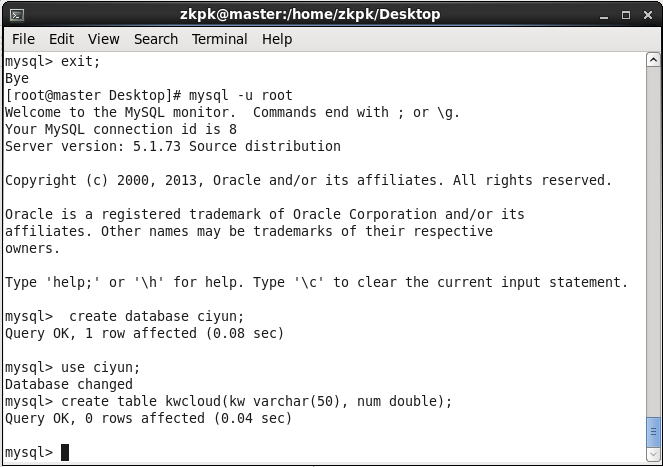 zkpk@master:/home/zkpk/Desktop
File Edit View Search Terminal Help
mysql> exit;
Bye
[root@master Desktop]# mysql -u root
Welcome to the MySQL monitor.  Commands end with ; or \g.
Your MySQL connection id is 8
Server version: 5.1.73 Source distribution
Copyright (c) 2000, 2013, Oracle and/or its affiliates. All rights reserved.
Oracle is a registered trademark of Oracle Corporation and/or its
affiliates. Other names may be trademarks of their respective
owners.
Type 'help;' or '\h' for help. Type '\c' to clear the current input statement.
mysql>  create database ciyun;
Query OK, 1 row affected (0.08 sec)
mysql> use ciyun;
Database changed
mysql> create table kwcloud(kw varchar(50), num double);
Query OK, 0 rows affected (0.04 sec)
mysql>